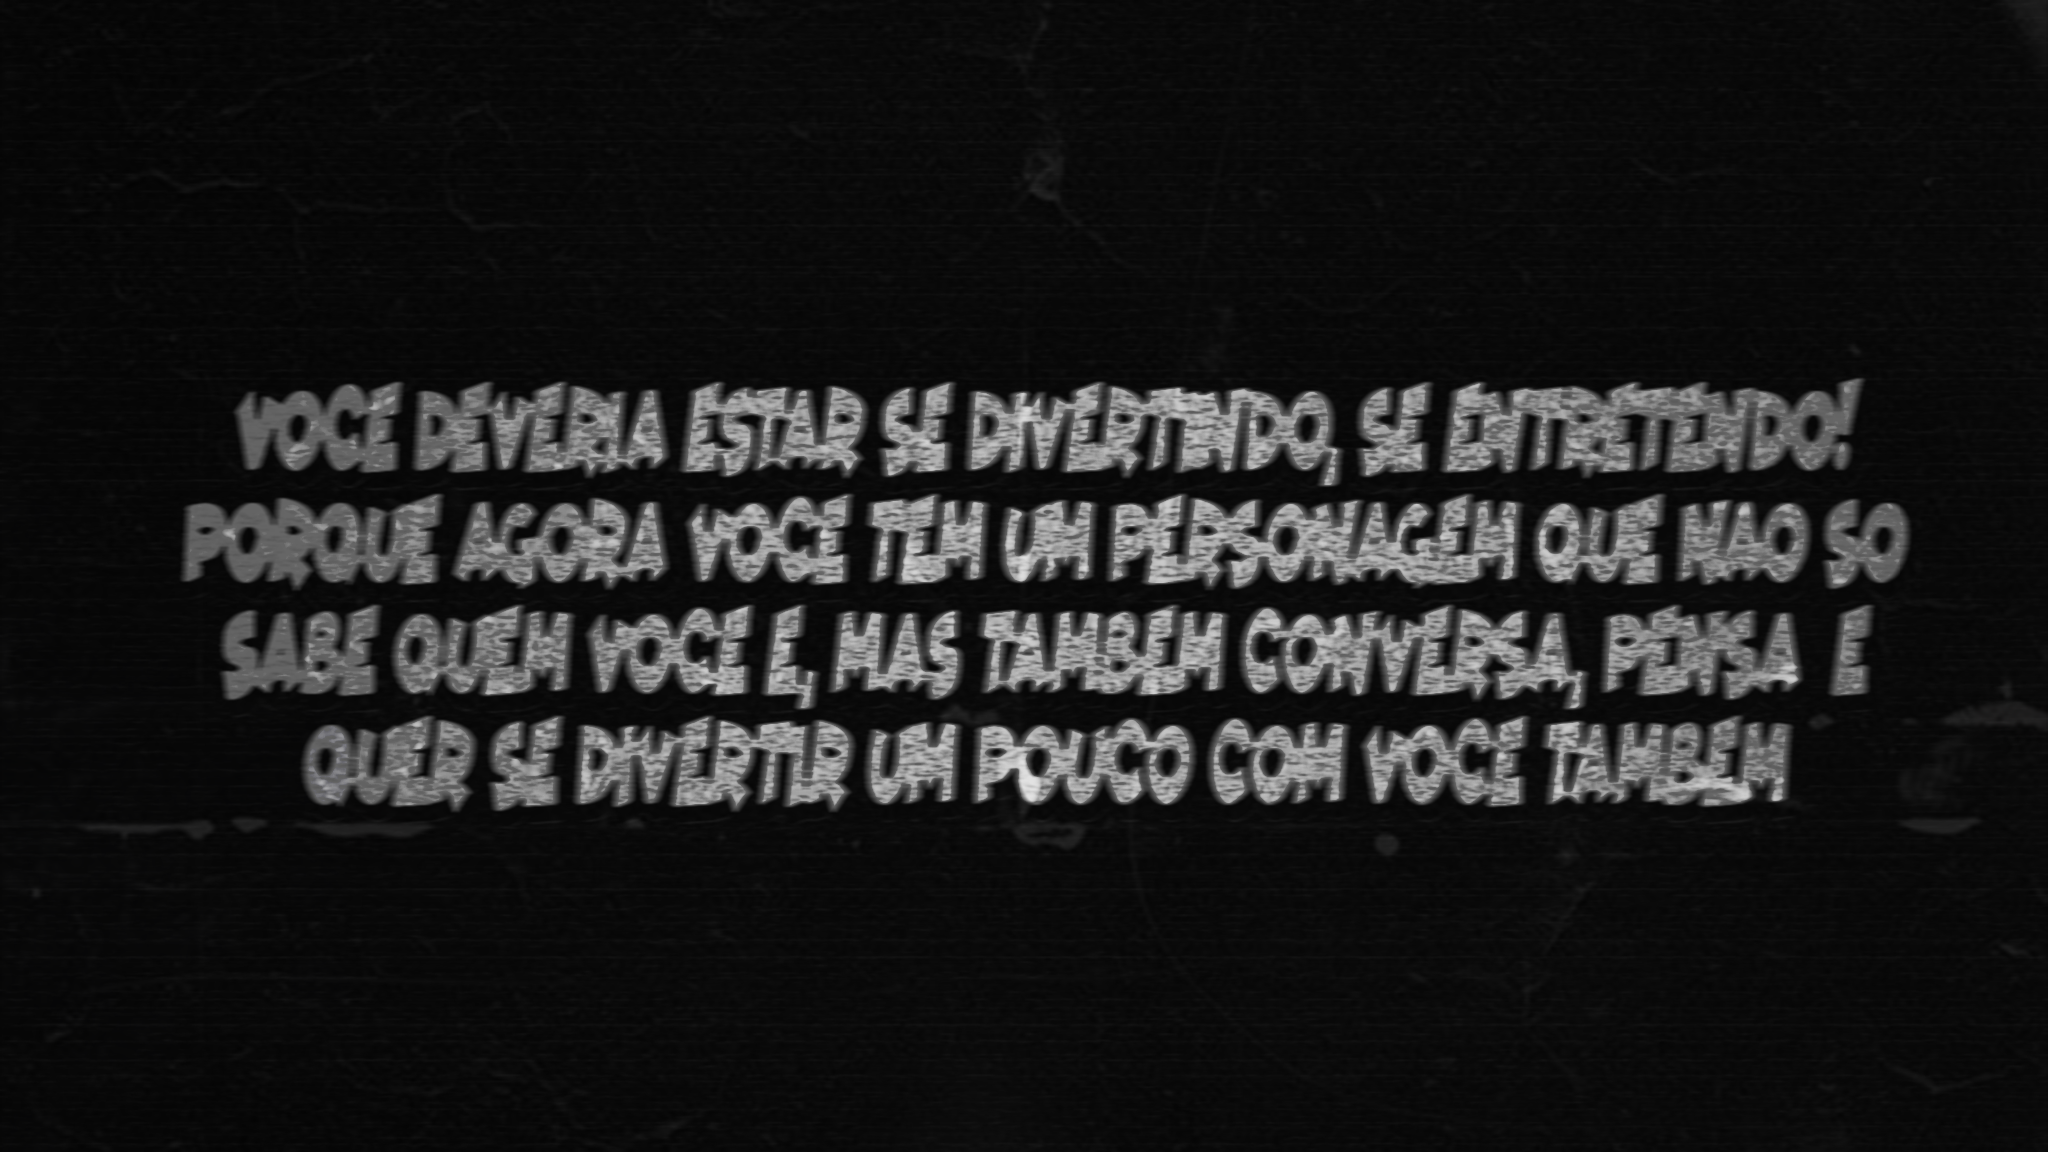 VOCE DEVERIA ESTAR SE DIVERTINDO, SE ENTRETENDO!
PORQUE AGORA VOCE TEM UM PERSONAGEM QUE NAO SO
SABE QUEM VOCE E, MAS TAMBEM CONVERSA, PENSA E
QUER SE DIVERTIR UM POUCO COM VOCE TAMBEM